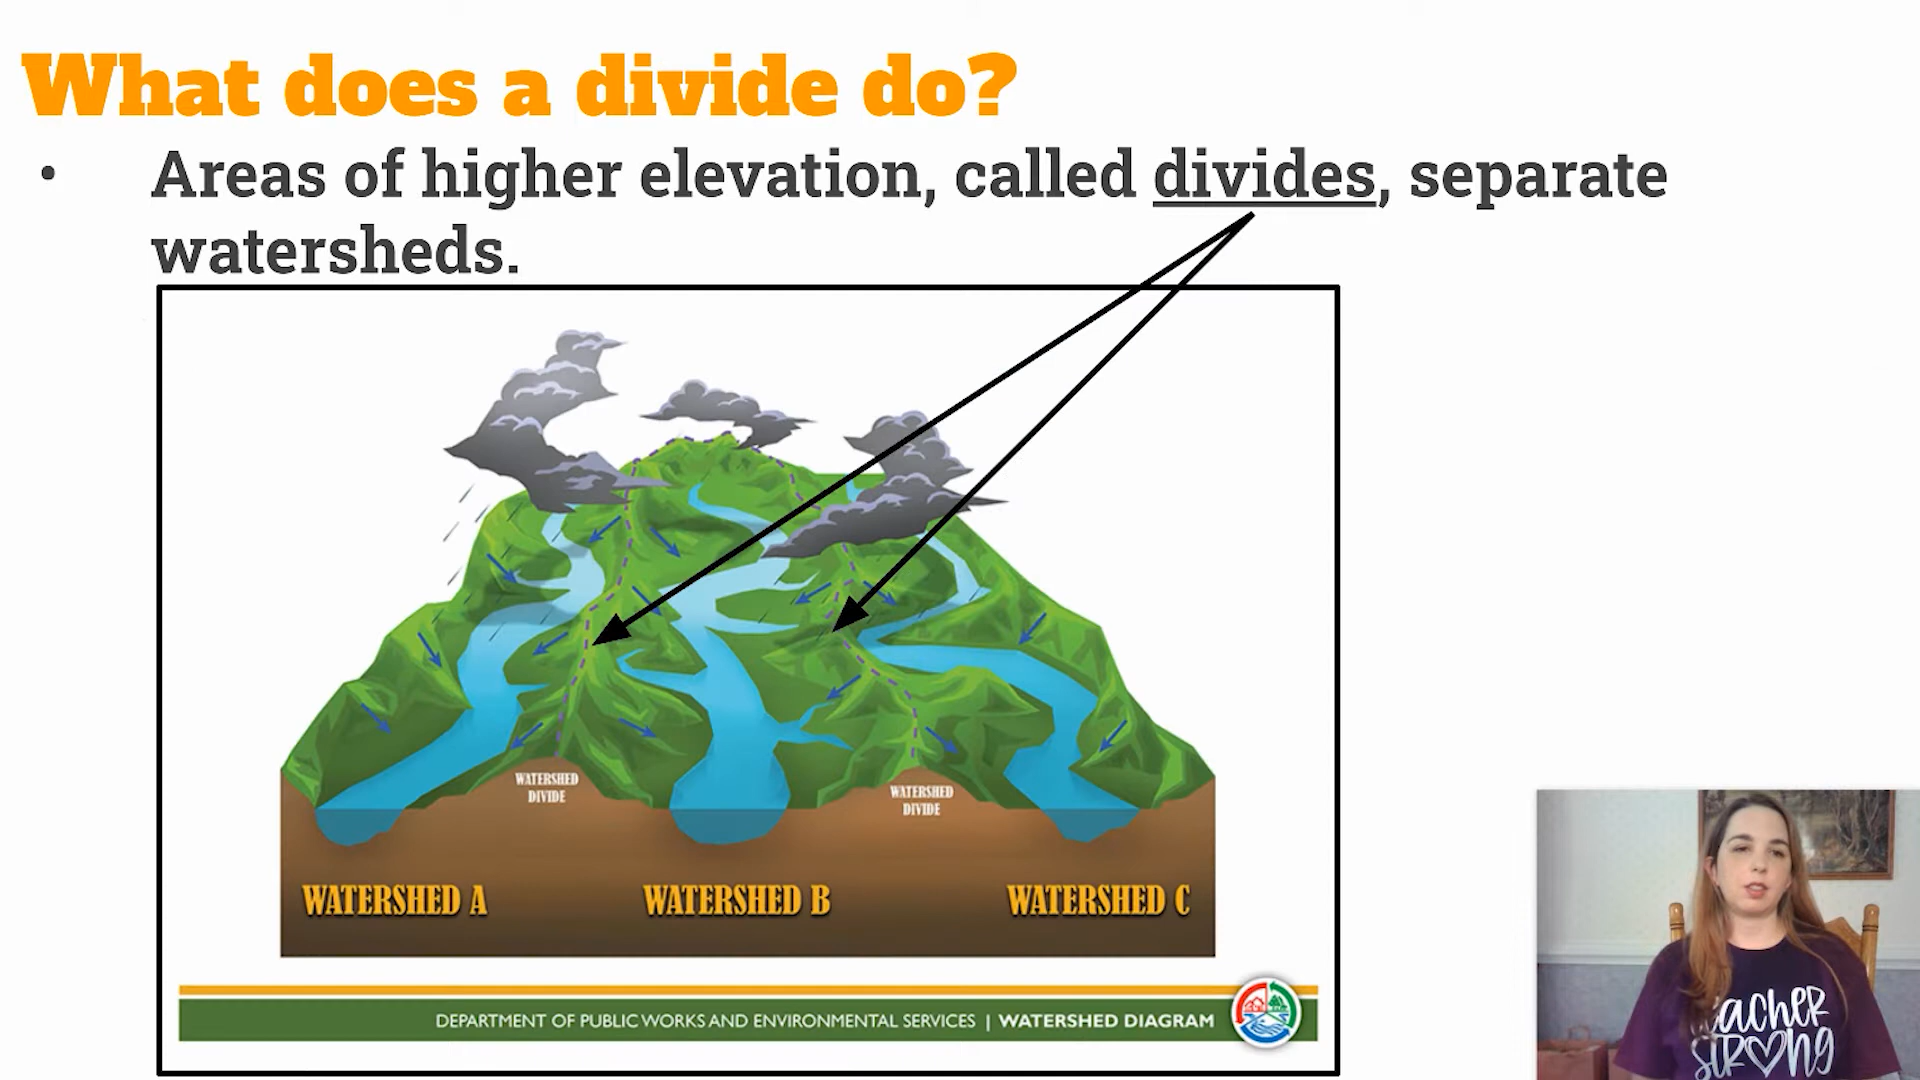 What does a divide do?
• Areas of higher elevation, called divides, separate
watersheds.
WATERSHED
DIVIDE
WATERSHED
DIVIDE
WATERSHED A
WATERSHED B
WATERSHED C
DEPARTMENT OF PUBLIC WORKS AND ENVIRONMENTAL SERVICES | WATERSHED DIAGRAM
STRONG